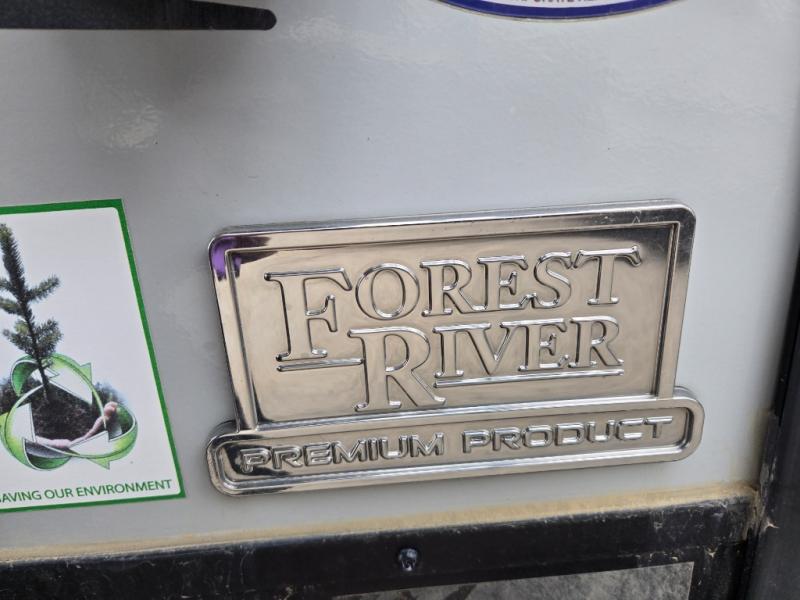 FOREST
RIVER
PREMIUM PRODUCT
SAVING OUR ENVIRONMENT